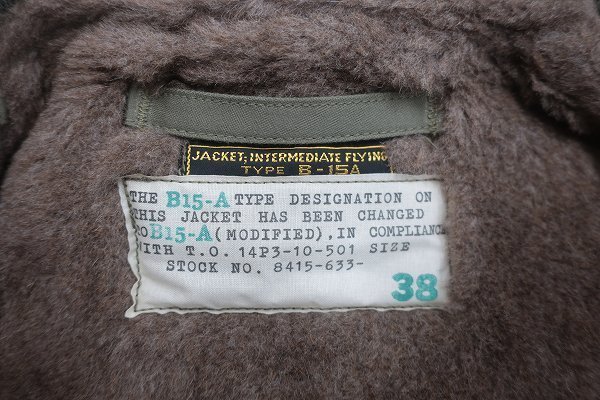 JACKET, INTERMEDIATE FLYING
TYPE B-15A
THE B15-A TYPE DESIGNATION ON
THIS JACKET HAS BEEN CHANGED
TO B15-A (MODIFIED), IN COMPLIANC
WITH T.O. 14P3-10-501 SIZE
STOCK NO. 8415-633-
38